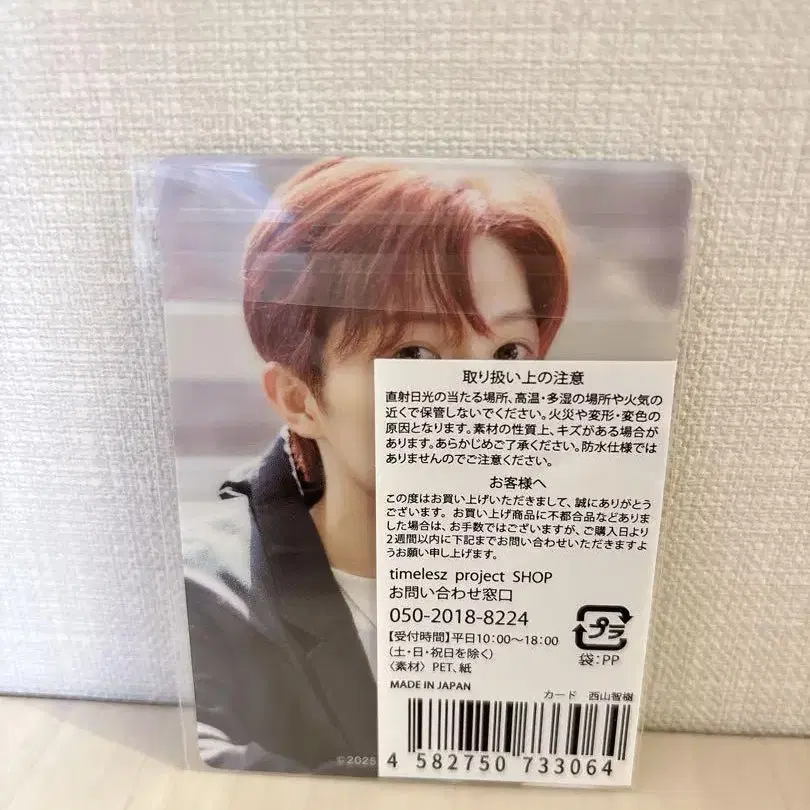 取り扱い上の注意
直射日光の当たる場所、高温・多湿の場所や火気の
近くで保管しないでください。火災や変形・変色の
原因となります。素材の性質上、キズがある場合が
あります。あらかじめご了承ください。防水仕様では
ありませんのでご注意ください。
お客様へ
この度はお買い上げいただきまして、誠にありがとう
ございます。お買い上げ商品に不都合品などありま
した場合は、お手数ではございますが、ご購入日より
2週間以内に下記までお問い合わせいただきますよ
うお願い申し上げます。
timelesz project SHOP
お問い合わせ窓口
050-2018-8224
【受付時間】平日10:00〜18:00
(土・日・祝日を除く)
〈素材〉 PET、紙
プラ
袋:PP
MADE IN JAPAN
カード 西山智樹
©2025
4 582750 733064